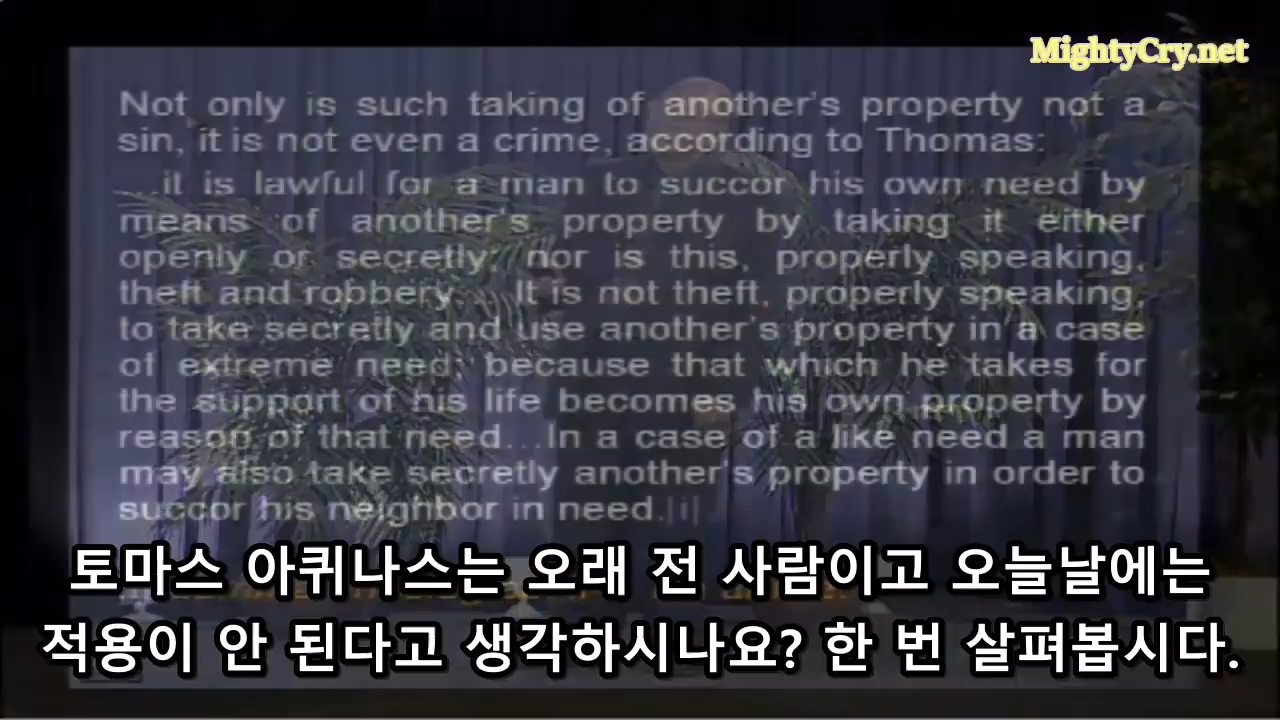 MightyCry.net
Not only is such taking of another's property not a
sin, it is not even a crime, according to Thomas:
...it is lawful for a man to succor his own need by
means of another's property by taking it either
openly or secretly; nor is this, properly speaking,
theft and robbery... It is not theft, properly speaking,
to take secretly and use another's property in a case
of extreme need; because that which he takes for
the support of his life becomes his own property by
reason of that need...In a case of a like need a man
may also take secretly another's property in order to
succor his neighbor in need.[i]
토마스 아퀴나스는 오래 전 사람이고 오늘날에는
적용이 안 된다고 생각하시나요? 한 번 살펴봅시다.